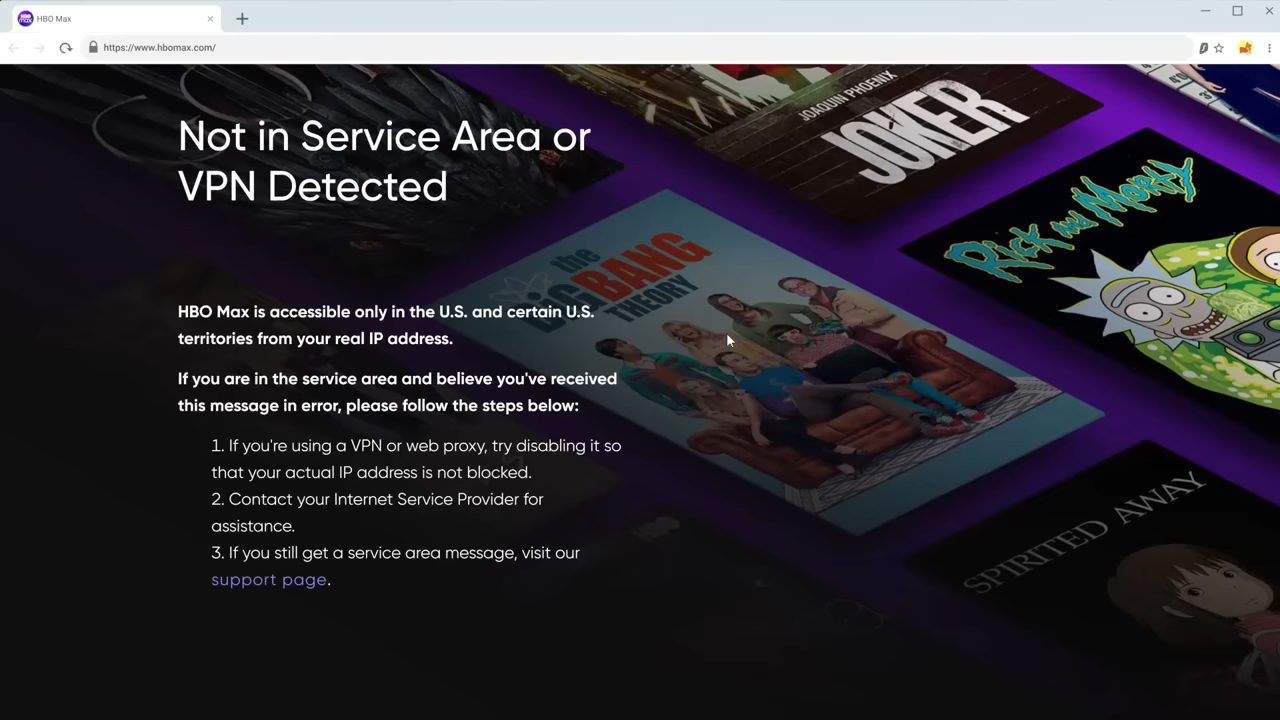 HBO Max
https://www.hbomax.com/
Not in Service Area or
VPN Detected
HBO Max is accessible only in the U.S. and certain U.S.
territories from your real IP address.
If you are in the service area and believe you've received
this message in error, please follow the steps below:
1. If you're using a VPN or web proxy, try disabling it so
that your actual IP address is not blocked.
2. Contact your Internet Service Provider for
assistance.
3. If you still get a service area message, visit our
support page.
JOAQUIN PHOENIX
JOKER
RICK AND MORTY
the
BIG BANG
THEORY
HBO
SPIRITED AWAY